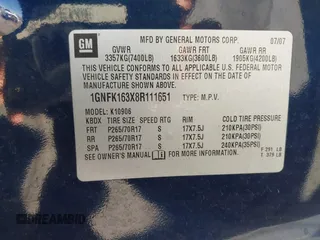 GM
MFD BY GENERAL MOTORS CORP. 07/07
GVWR GAWR FRT GAWR RR
3357KG(7400LB) 1633KG(3600LB) 1905KG(4200LB)
THIS VEHICLE CONFORMS TO ALL APPLICABLE U.S. FEDERAL
MOTOR VEHICLE SAFETY STANDARDS IN EFFECT ON THE DATE OF
MANUFACTURE SHOWN ABOVE.
1GNFK163X8R111651 TYPE: M.P.V.
MODEL: K10906
KBDX TIRE SIZE SPEED RTG RIM COLD TIRE PRESSURE
FRT P265/70R17 S 17X7.5J 210KPA(30PSI)
RR P265/70R17 S 17X7.5J 210KPA(30PSI)
SPA P265/70R17 S 17X7.5J 240KPA(35PSI)
SEE OWNER'S MANUAL FOR ADDITIONAL INFORMATION.
DREAMBID